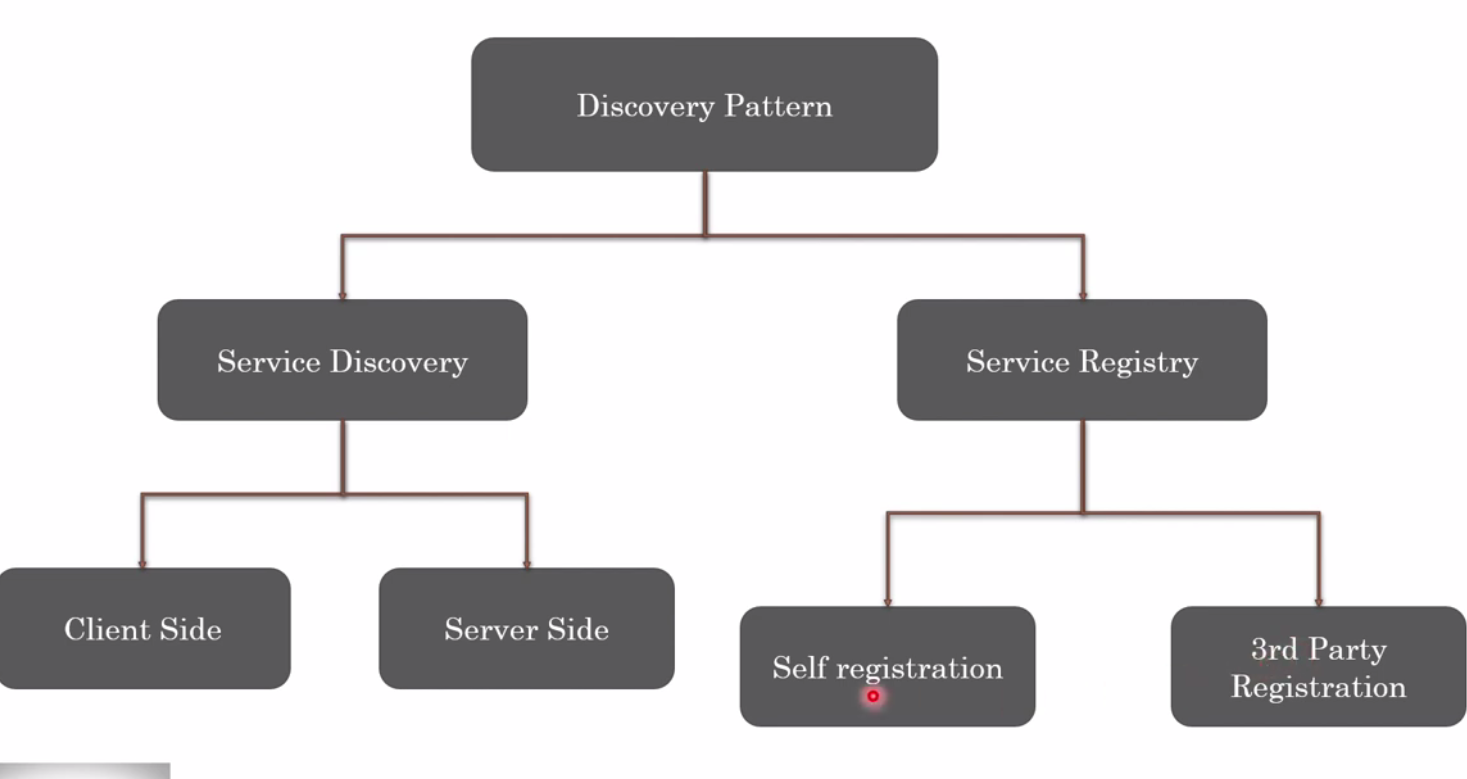 Discovery Pattern
Service Discovery
Service Registry
Client Side
Server Side
Self registration
3rd Party
Registration